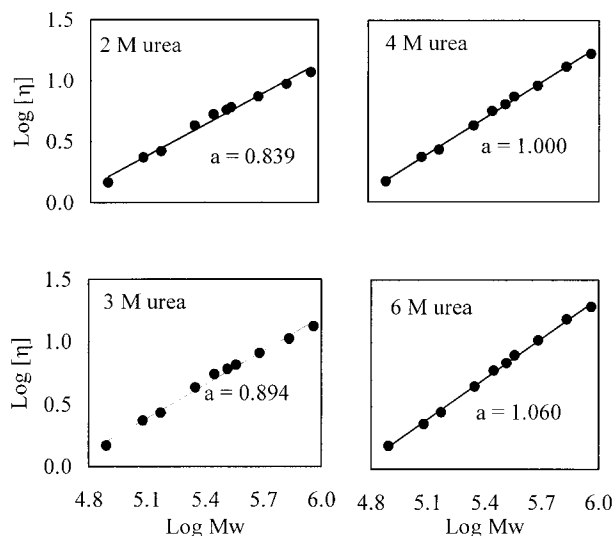 1.5
1.0
0.5
0.0
Log [η]
2 M urea
a = 0.839
4 M urea
a = 1.000
1.5
1.0
0.5
0.0
Log [η]
3 M urea
a = 0.894
4.8 5.1 5.4 5.7 6.0
Log Mw
6 M urea
a = 1.060
4.8 5.1 5.4 5.7 6.0
Log Mw